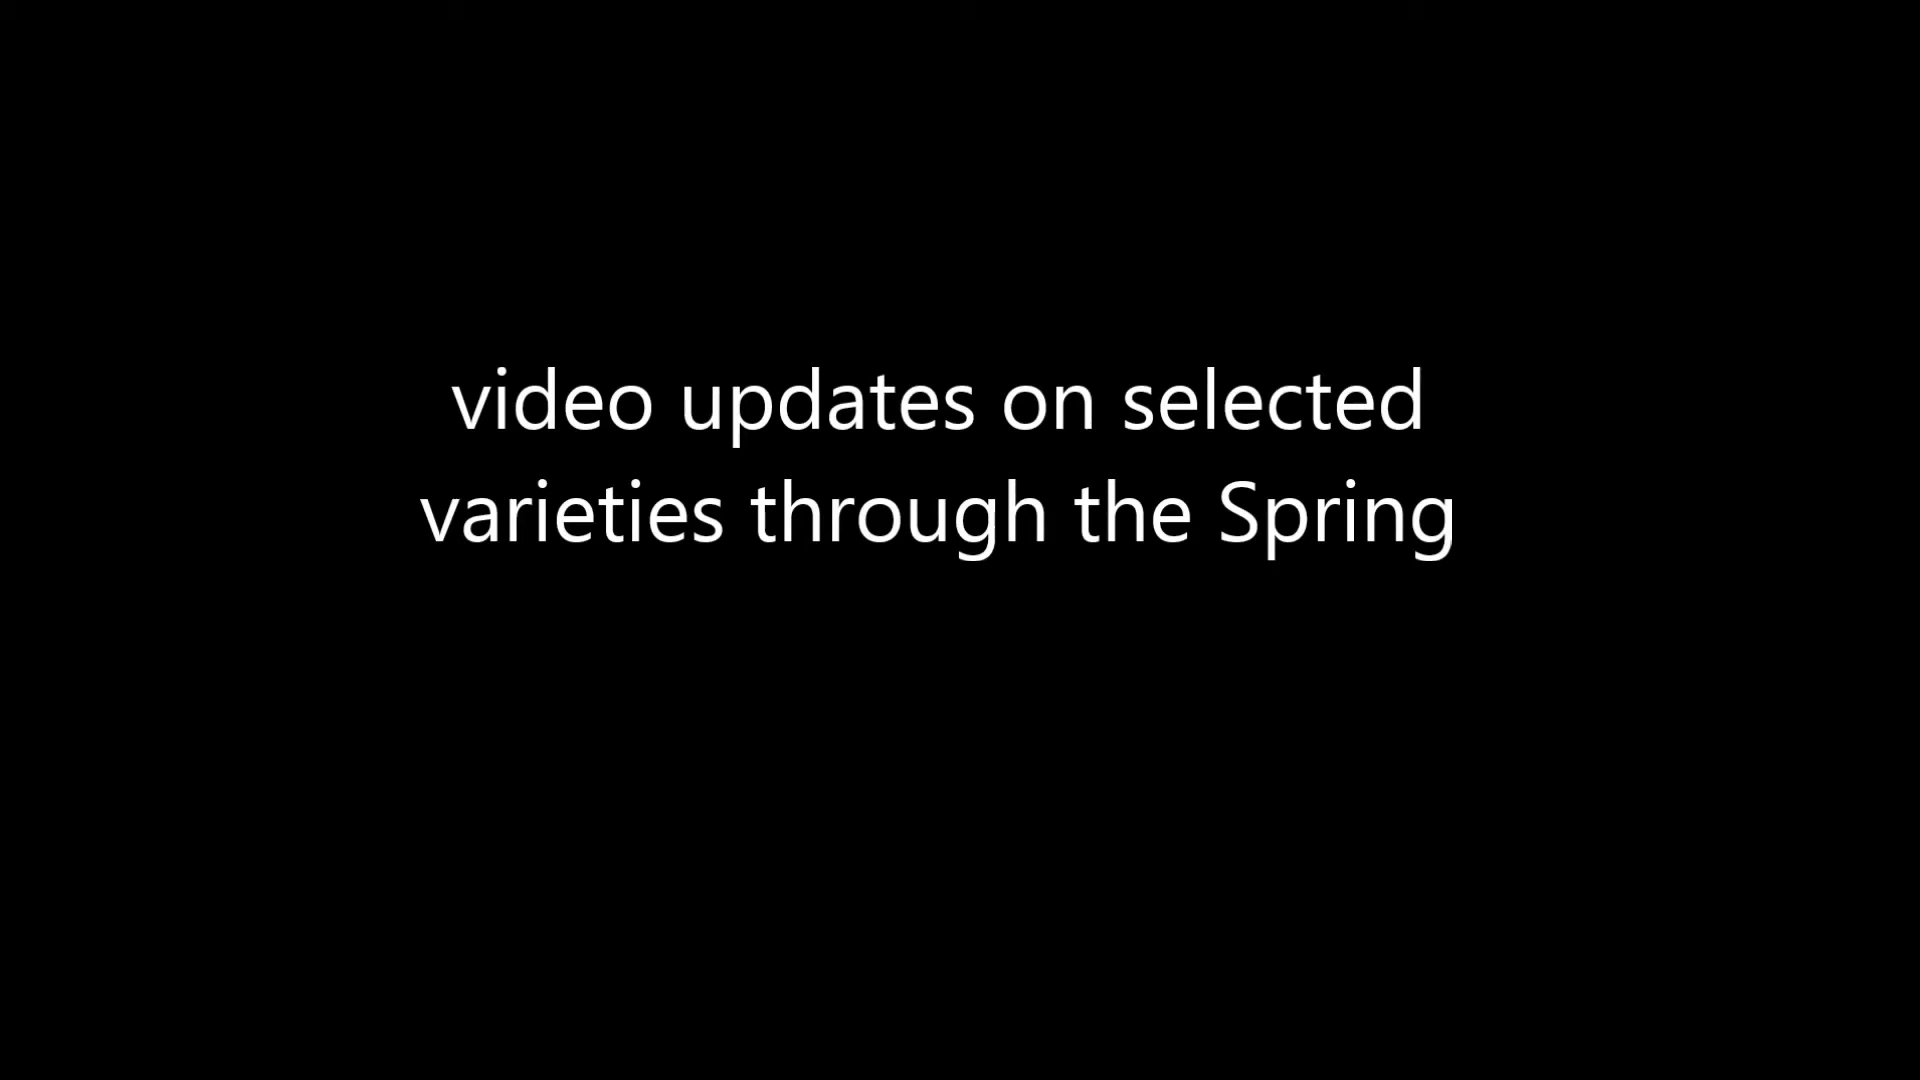 video updates on selected
varieties through the Spring